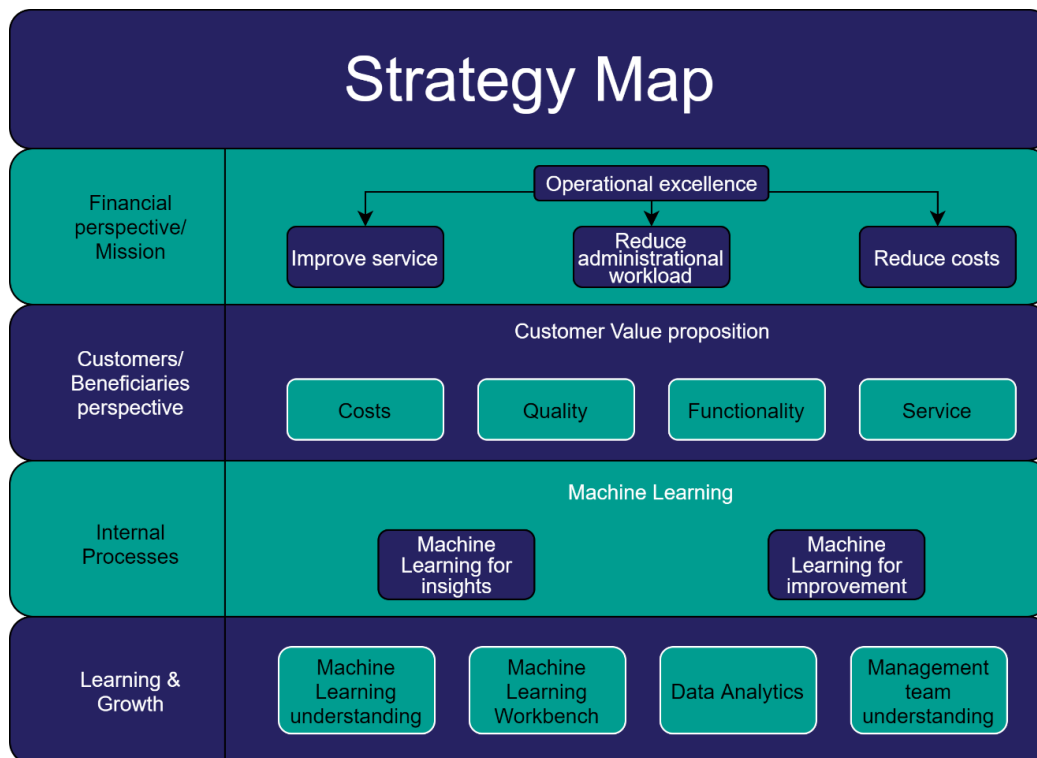 Strategy Map
Financial
perspective/
Mission
Operational excellence
Improve service
Reduce
administrational
workload
Reduce costs
Customers/
Beneficiaries
perspective
Customer Value proposition
Costs
Quality
Functionality
Service
Internal
Processes
Machine Learning
Machine
Learning for
insights
Machine
Learning for
improvement
Learning &
Growth
Machine
Learning
understanding
Machine
Learning
Workbench
Data Analytics
Management
team
understanding